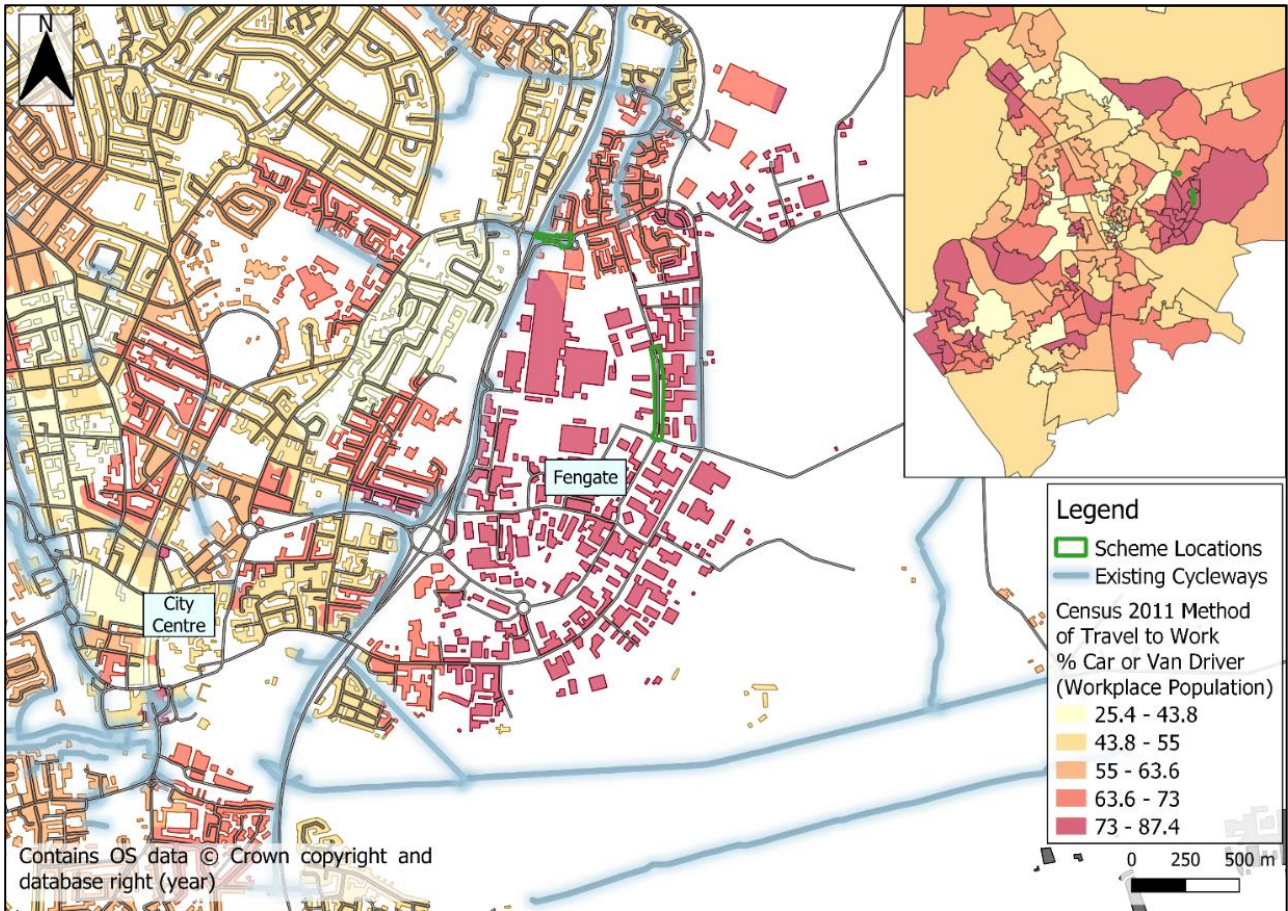 N
Fengate
City
Centre
Legend
Scheme Locations
Existing Cycleways
Census 2011 Method
of Travel to Work
% Car or Van Driver
(Workplace Population)
25.4 - 43.8
43.8 - 55
55 - 63.6
63.6 - 73
73 - 87.4
0 250 500 m
Contains OS data © Crown copyright and
database right (year)